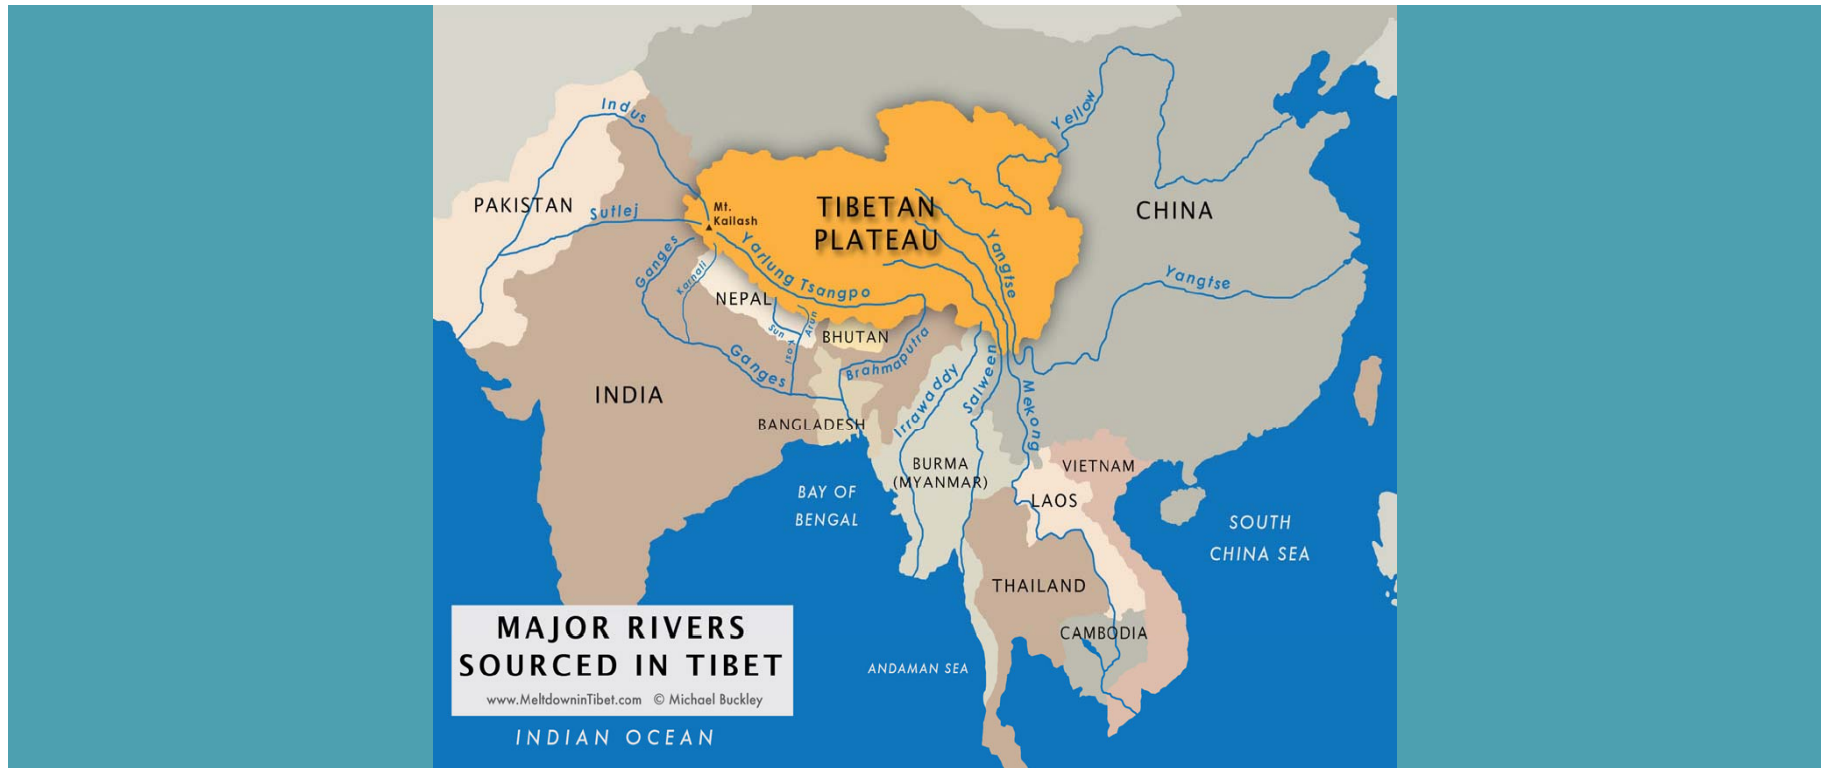 Indus
Yellow
PAKISTAN
Sutlej
Mt.
Kailash
TIBETAN
PLATEAU
CHINA
Ganges
Karnali
Yarlung Tsangpo
Yangtse
Yangtse
NEPAL
Sun Kosi
Arun
BHUTAN
Brahmaputra
Ganges
INDIA
Irrawaddy
Salween
Mekong
BANGLADESH
BURMA
(MYANMAR)
VIETNAM
LAOS
BAY OF
BENGAL
SOUTH
CHINA SEA
THAILAND
CAMBODIA
ANDAMAN SEA
MAJOR RIVERS
SOURCED IN TIBET
www.MeltdowninTibet.com © Michael Buckley
INDIAN OCEAN